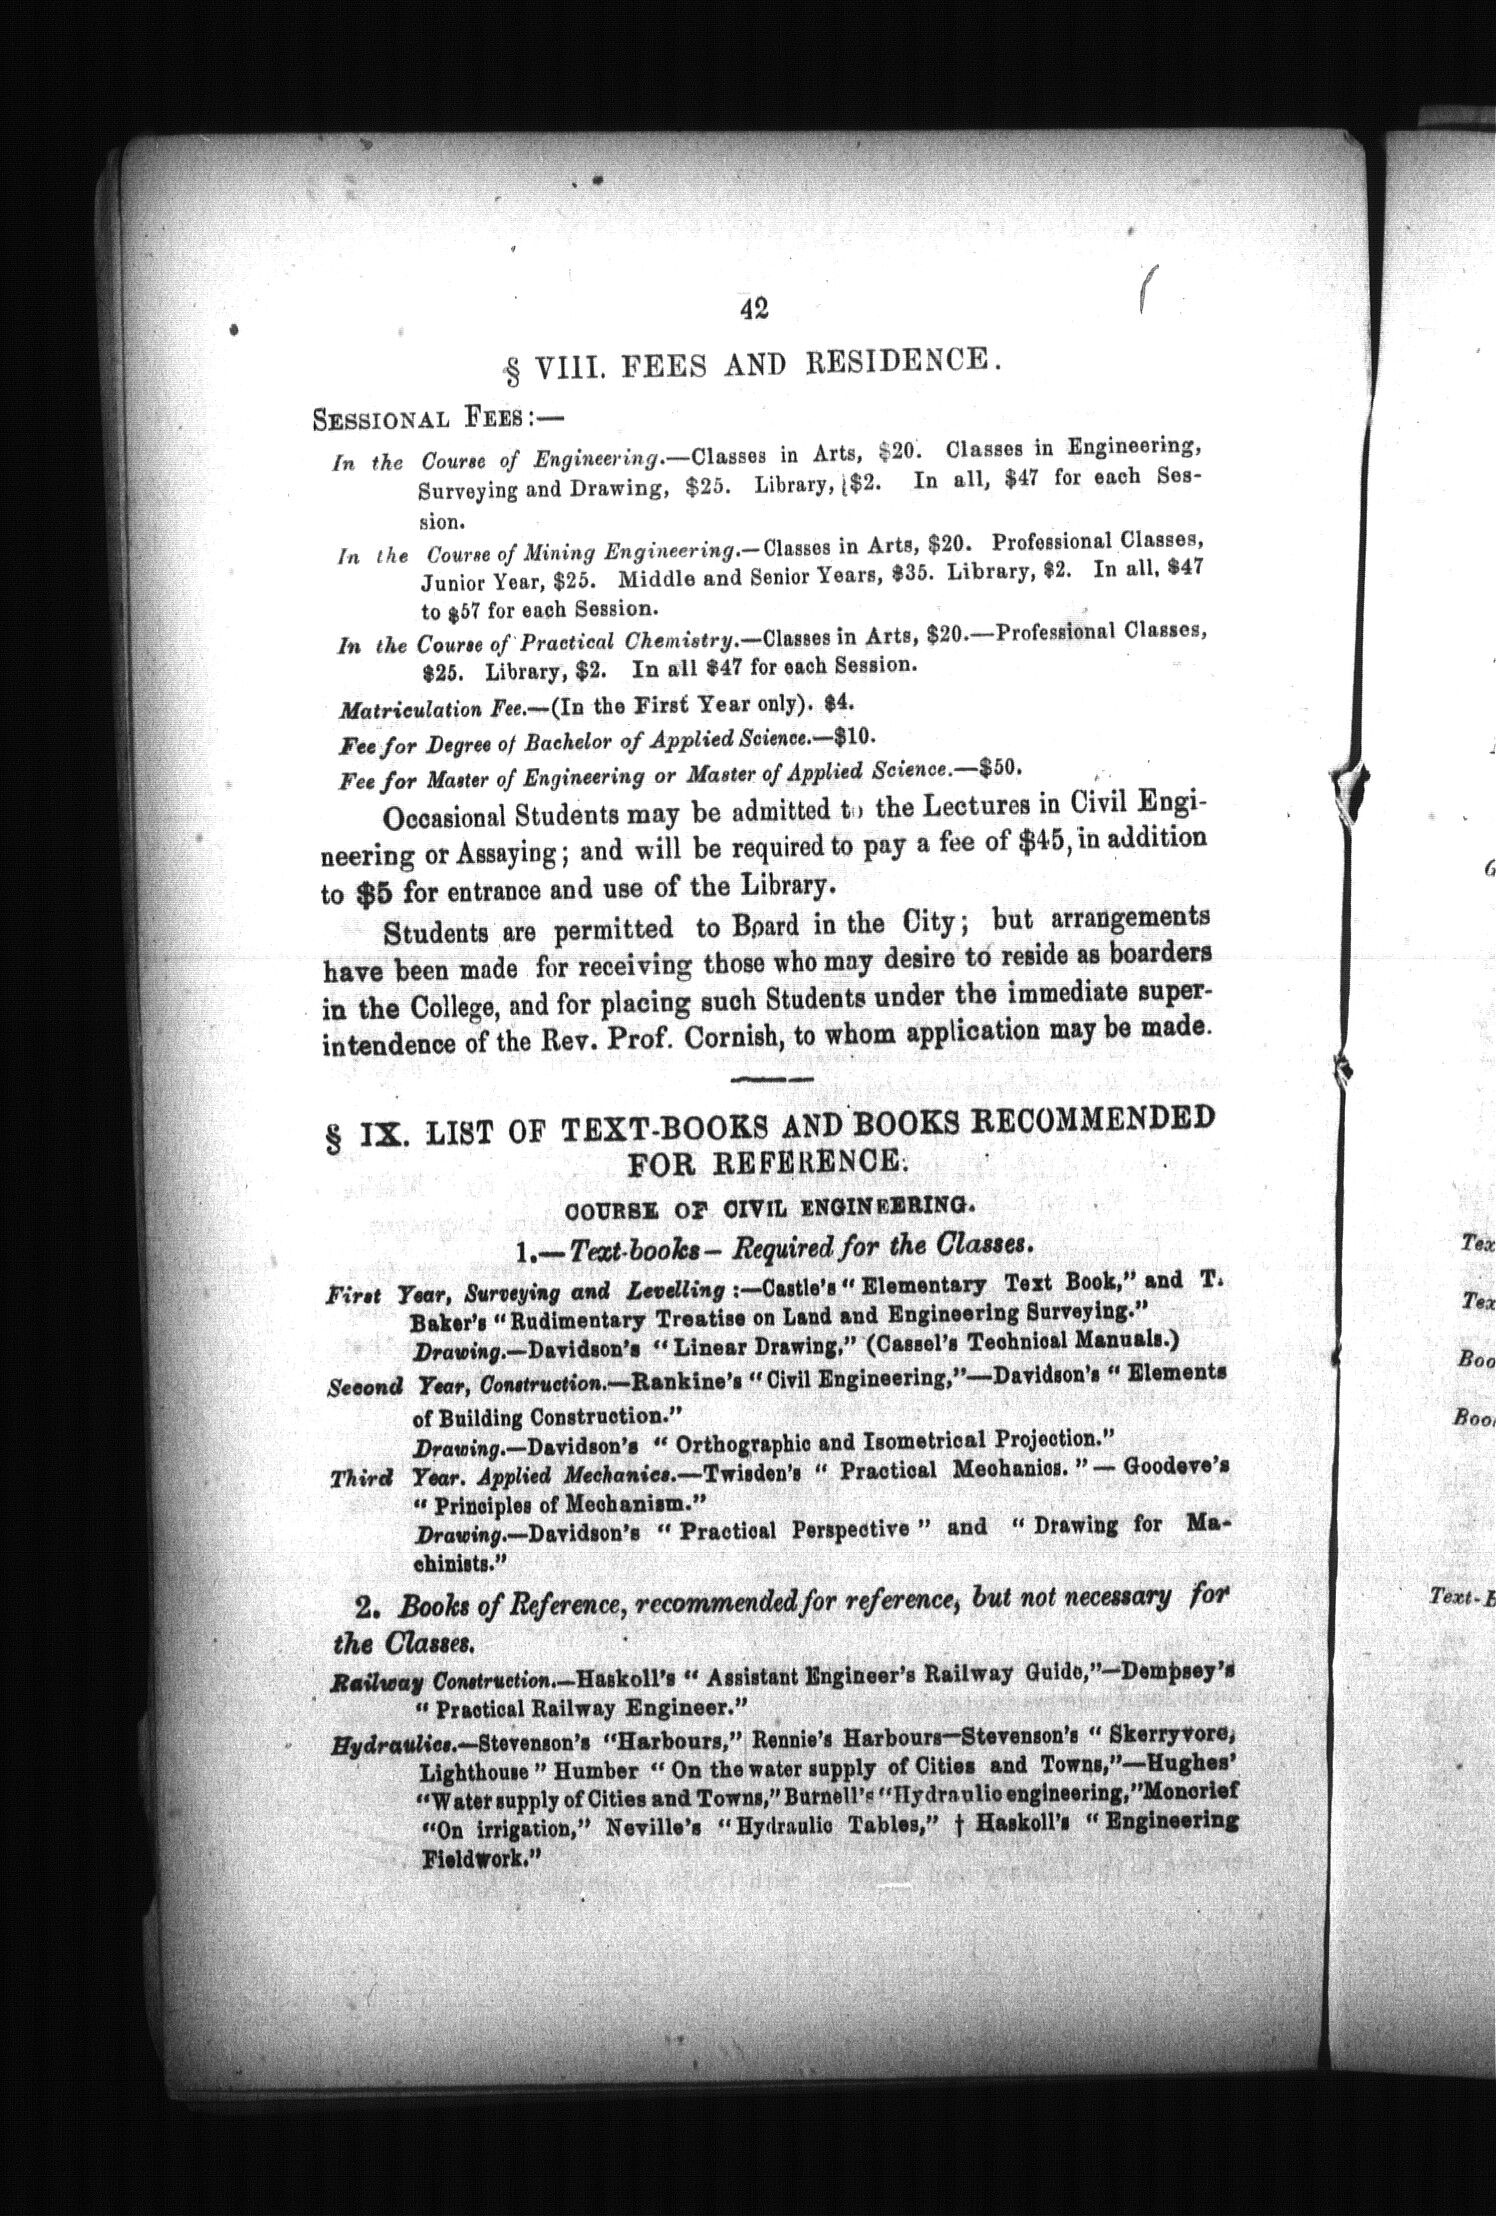 42
§ VIII. FEES AND RESIDENCE.
SESSIONAL FEES:—
In the Course of Engineering.—Classes in Arts, $20. Classes in Engineering,
Surveying and Drawing, $25. Library, $2. In all, $47 for each Ses-
sion.
In the Course of Mining Engineering.—Classes in Arts, $20. Professional Classes,
Junior Year, $25. Middle and Senior Years, $35. Library, $2. In all, $47
to $57 for each Session.
In the Course of Practical Chemistry.—Classes in Arts, $20.—Professional Classes,
$25. Library, $2. In all $47 for each Session.
Matriculation Fee.—(In the First Year only). $4.
Fee for Degree of Bachelor of Applied Science.—$10.
Fee for Master of Engineering or Master of Applied Science.—$50.
Occasional Students may be admitted to the Lectures in Civil Engi-
neering or Assaying; and will be required to pay a fee of $45, in addition
to $5 for entrance and use of the Library.
Students are permitted to Board in the City; but arrangements
have been made for receiving those who may desire to reside as boarders
in the College, and for placing such Students under the immediate super-
intendence of the Rev. Prof. Cornish, to whom application may be made.
§ IX. LIST OF TEXT-BOOKS AND BOOKS RECOMMENDED
FOR REFERENCE.
COURSE OF CIVIL ENGINEERING.
1.—Text-books—Required for the Classes.
First Year, Surveying and Levelling:—Castle's "Elementary Text Book," and T.
Baker's "Rudimentary Treatise on Land and Engineering Surveying."
Drawing.—Davidson's "Linear Drawing," (Cassel's Technical Manuals.)
Second Year, Construction.—Rankine's "Civil Engineering,"—Davidson's "Elements
of Building Construction."
Drawing.—Davidson's "Orthographic and Isometrical Projection."
Third Year. Applied Mechanics.—Twisden's "Practical Mechanics."—Goodeve's
"Principles of Mechanism."
Drawing.—Davidson's "Practical Perspective" and "Drawing for Ma-
chinists."
2. Books of Reference, recommended for reference, but not necessary for
the Classes.
Railway Construction.—Haskoll's "Assistant Engineer's Railway Guide,"—Dempsey's
"Practical Railway Engineer."
Hydraulics.—Stevenson's "Harbours," Rennie's Harbours—Stevenson's "Skerryvore,
Lighthouse" Humber "On the water supply of Cities and Towns,"—Hughes'
"Water supply of Cities and Towns," Burnell's "Hydraulic engineering," Moncrief
"On irrigation," Neville's "Hydraulic Tables," † Haskoll's "Engineering
Fieldwork."
Text-